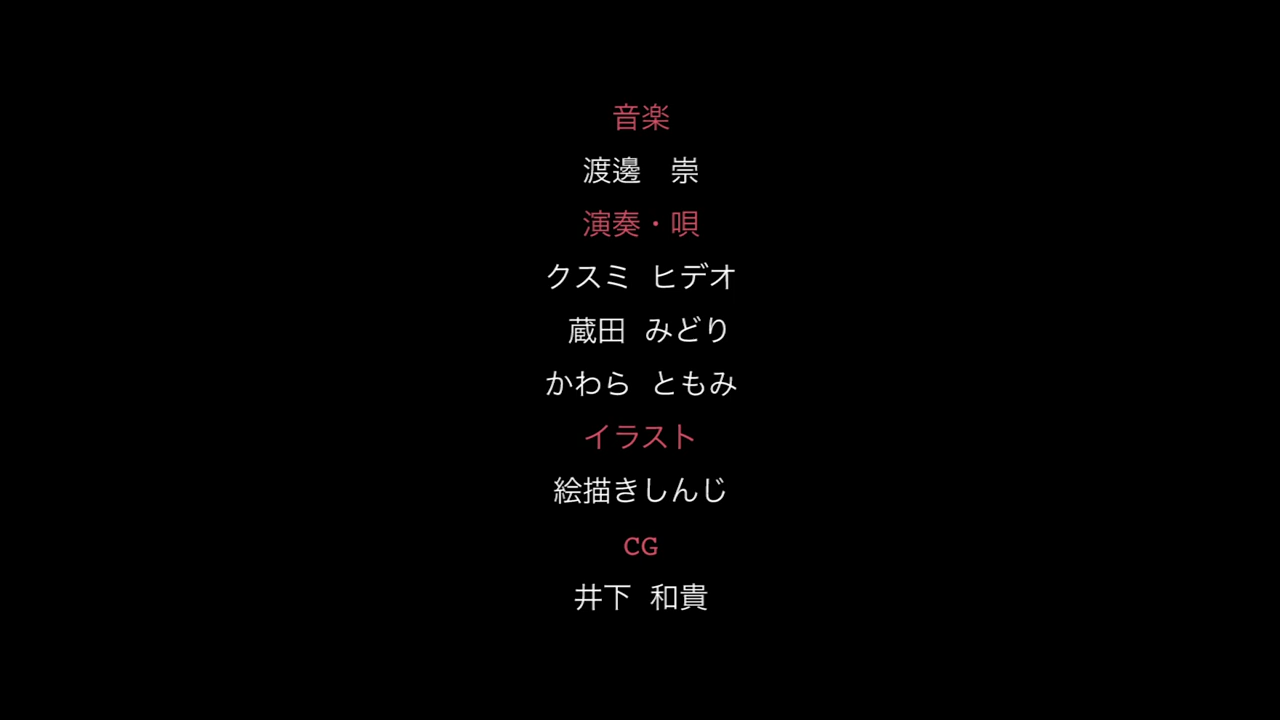 音楽
渡邊　崇
演奏・唄
クスミ ヒデオ
蔵田 みどり
かわら ともみ
イラスト
絵描きしんじ
CG
井下 和貴